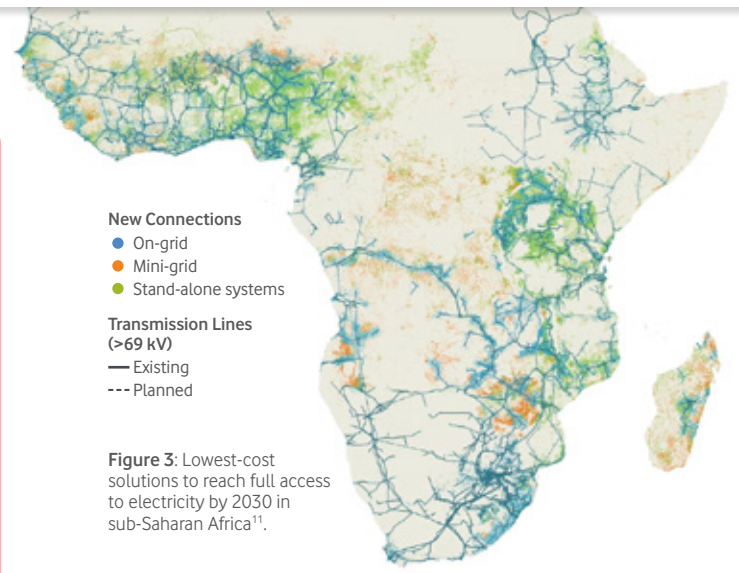 New Connections
On-grid
Mini-grid
Stand-alone systems
Transmission Lines
(>69 kV)
Existing
Planned
Figure 3: Lowest-cost
solutions to reach full access
to electricity by 2030 in
sub-Saharan Africa¹¹.